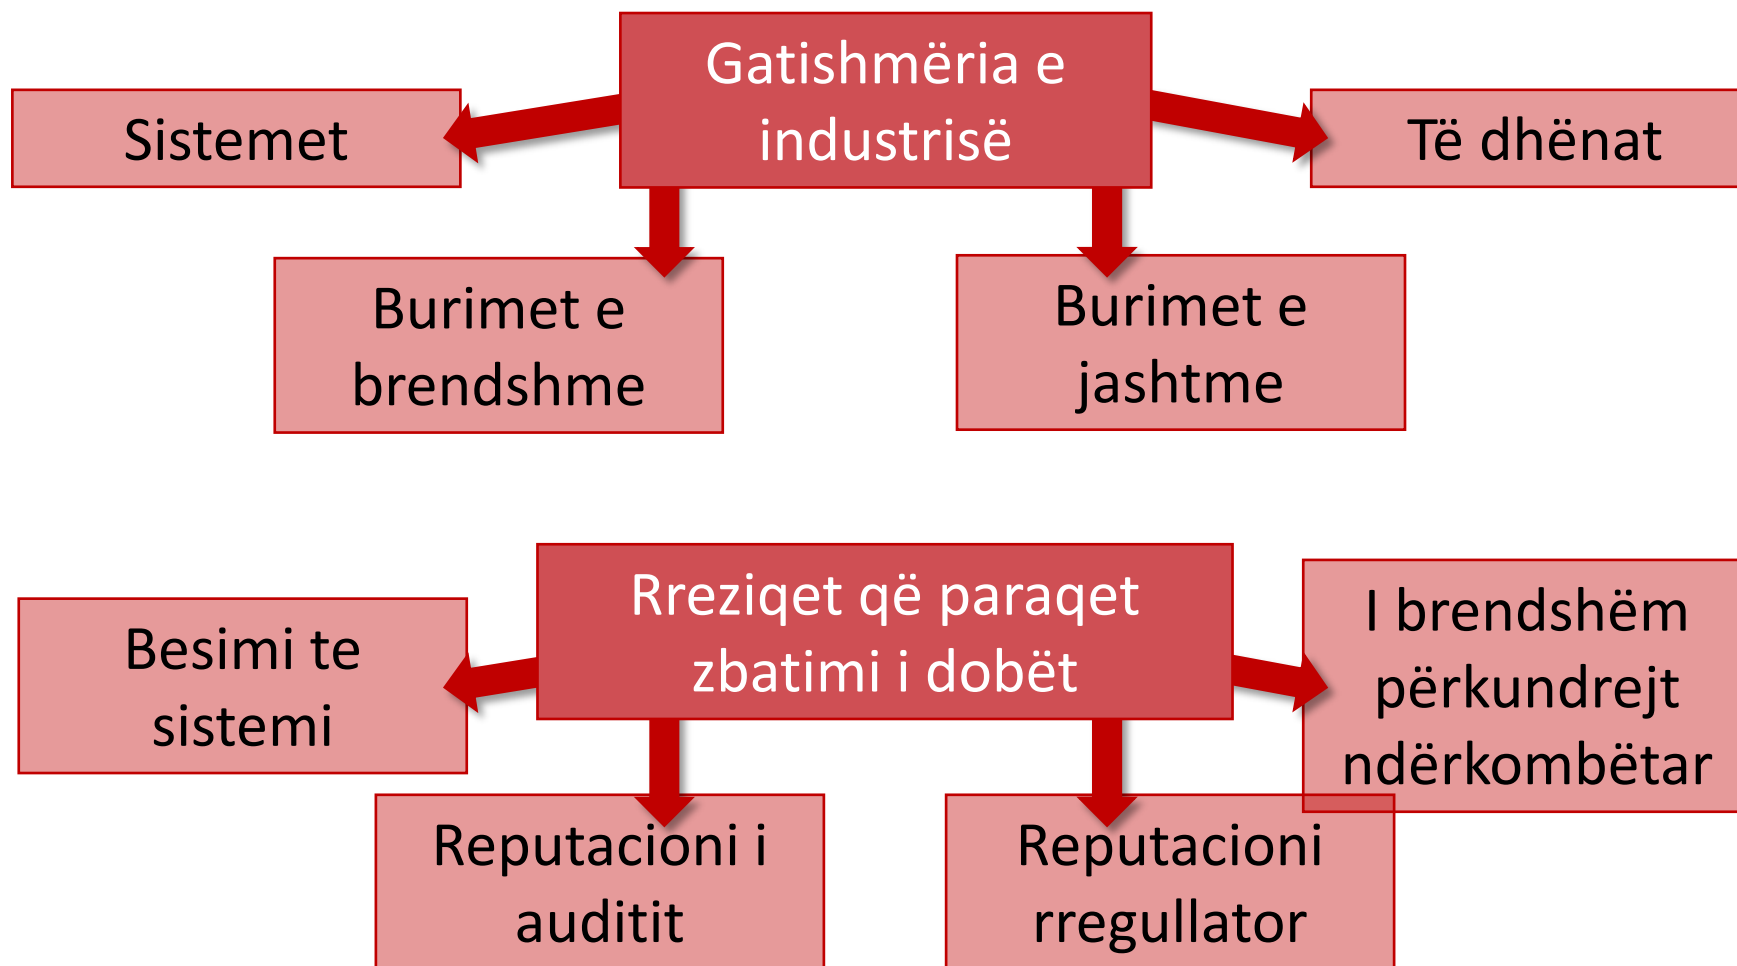 Gatishmëria e
industrisë
Sistemet
Të dhënat
Burimet e
brendshme
Burimet e
jashtme
Rreziqet që paraqet
zbatimi i dobët
Besimi te
sistemi
I brendshëm
përkundrejt
ndërkombëtar
Reputacioni i
auditit
Reputacioni
rregullator